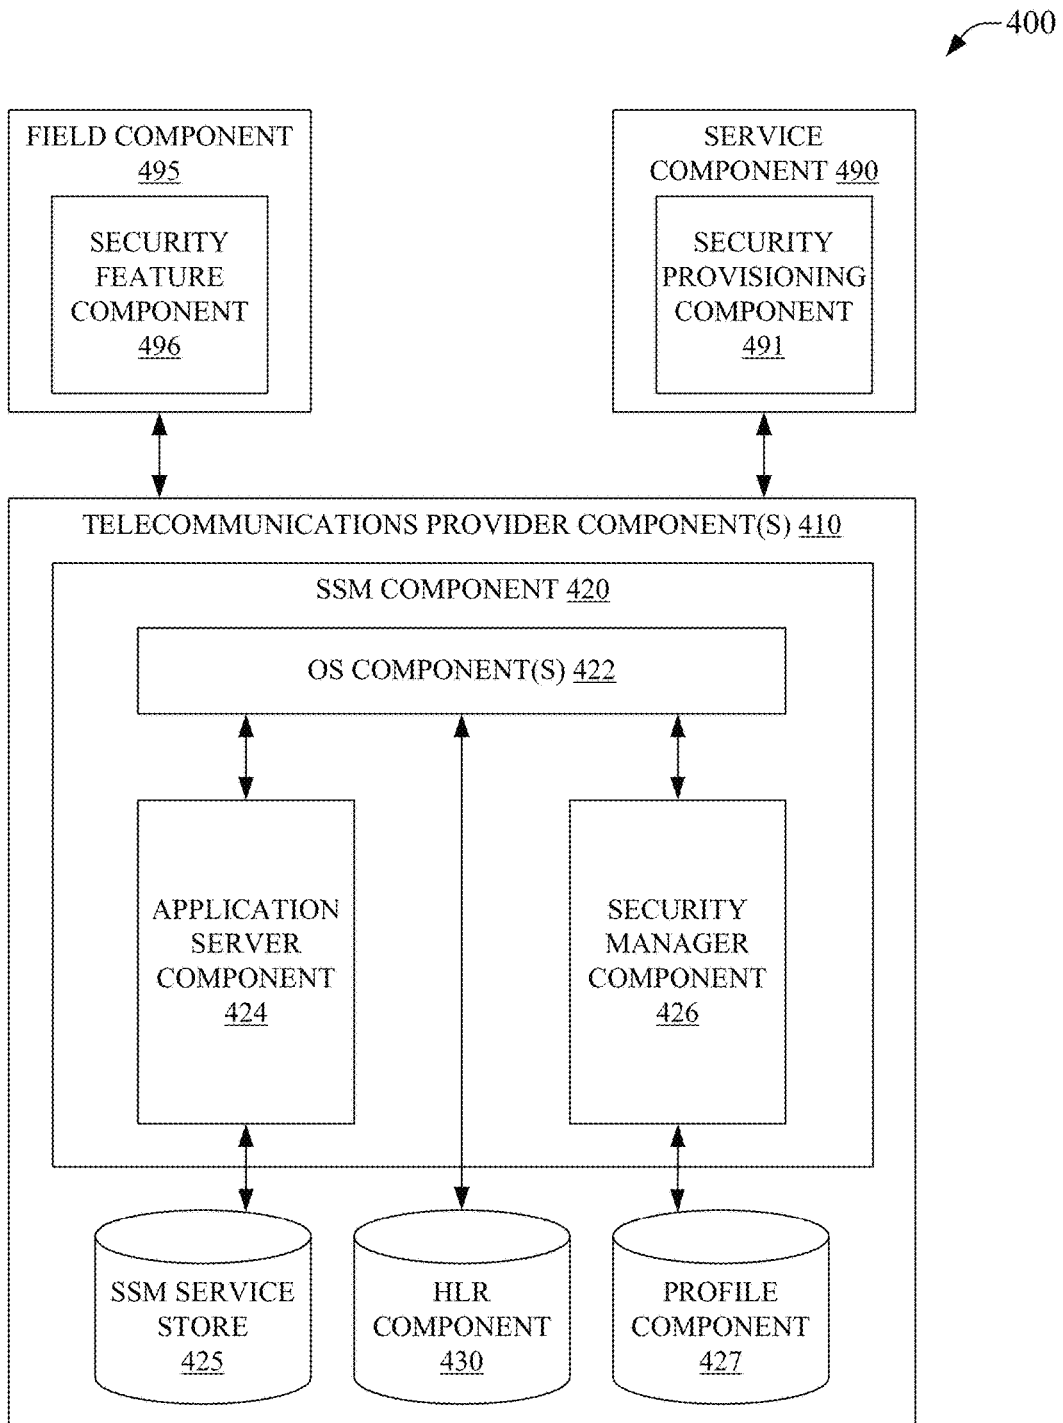 400
FIELD COMPONENT
495
SECURITY
FEATURE
COMPONENT
496
SERVICE
COMPONENT 490
SECURITY
PROVISIONING
COMPONENT
491
TELECOMMUNICATIONS PROVIDER COMPONENT(S) 410
SSM COMPONENT 420
OS COMPONENT(S) 422
APPLICATION
SERVER
COMPONENT
424
SECURITY
MANAGER
COMPONENT
426
SSM SERVICE
STORE
425
HLR
COMPONENT
430
PROFILE
COMPONENT
427